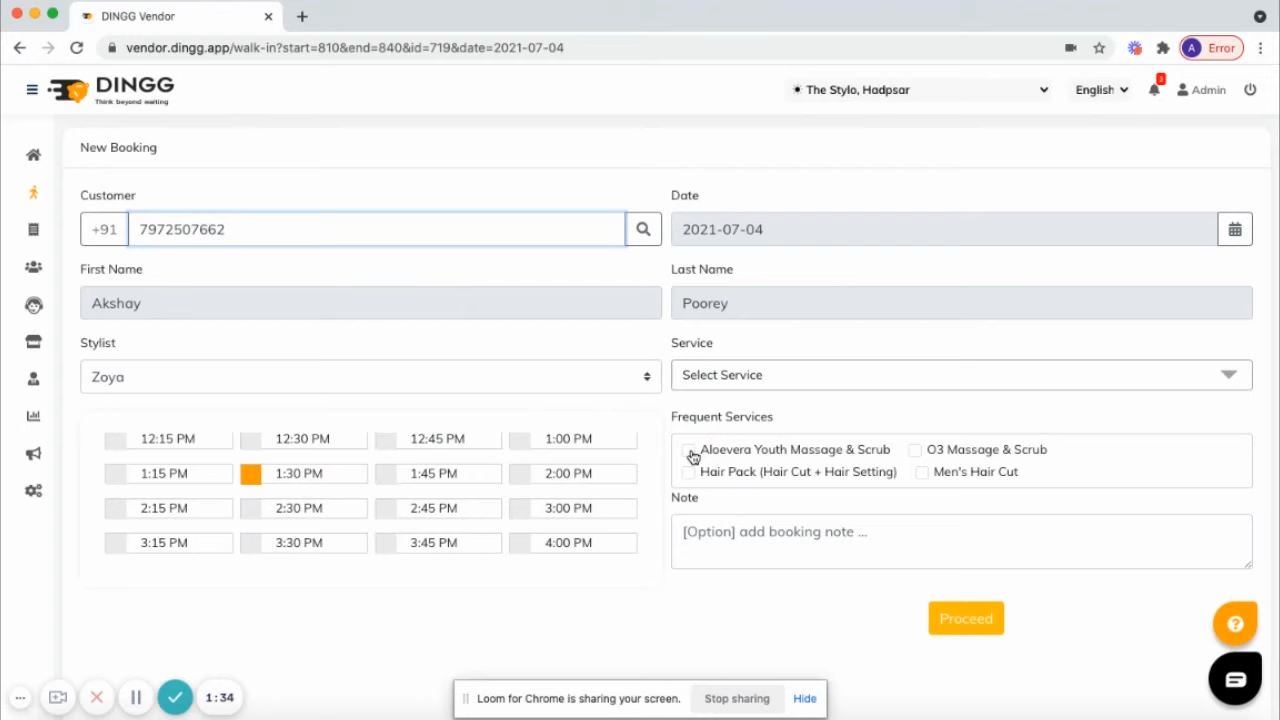 DINGG Vendor
vendor.dingg.app/walk-in?start=810&end=840&id=719&date=2021-07-04
A Error
DINGG
Think beyond waiting
The Stylo, Hadpsar
English
3
Admin
New Booking
Customer
Date
+91 7972507662
2021-07-04
First Name
Last Name
Akshay
Poorey
Stylist
Service
Zoya
Select Service
Frequent Services
12:15 PM 12:30 PM 12:45 PM 1:00 PM
Aloevera Youth Massage & Scrub O3 Massage & Scrub
1:15 PM 1:30 PM 1:45 PM 2:00 PM
Hair Pack (Hair Cut + Hair Setting) Men's Hair Cut
Note
2:15 PM 2:30 PM 2:45 PM 3:00 PM
[Option] add booking note ...
3:15 PM 3:30 PM 3:45 PM 4:00 PM
Proceed
1:34
Loom for Chrome is sharing your screen. Stop sharing Hide